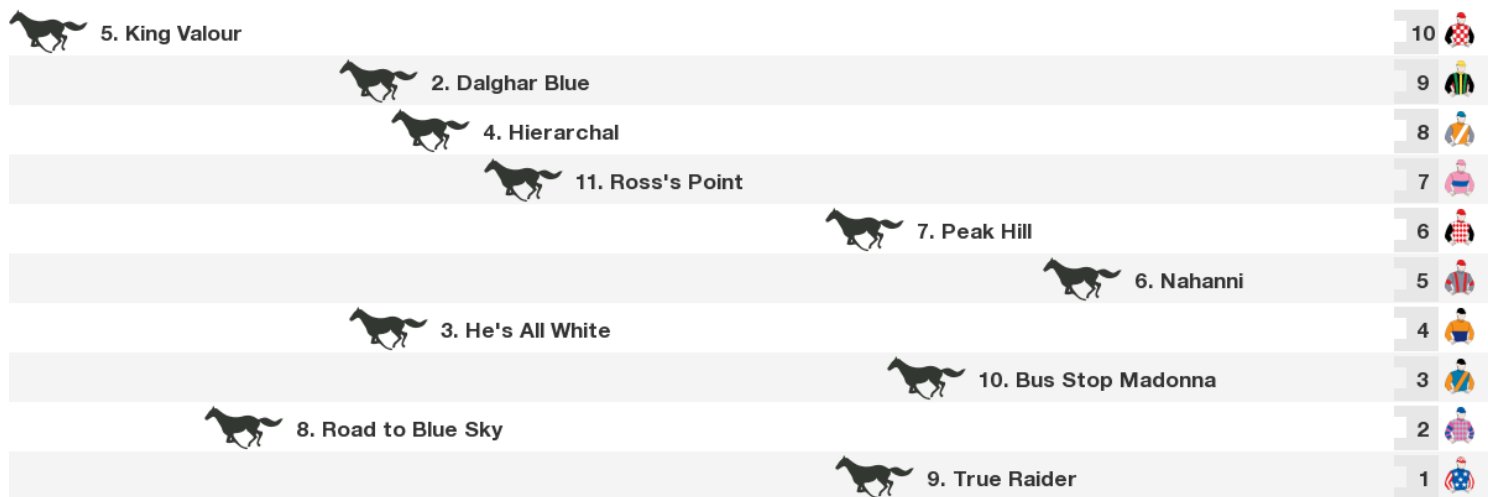 5. King Valour 10
2. Dalghar Blue 9
4. Hierarchal 8
11. Ross's Point 7
7. Peak Hill 6
6. Nahanni 5
3. He's All White 4
10. Bus Stop Madonna 3
8. Road to Blue Sky 2
9. True Raider 1